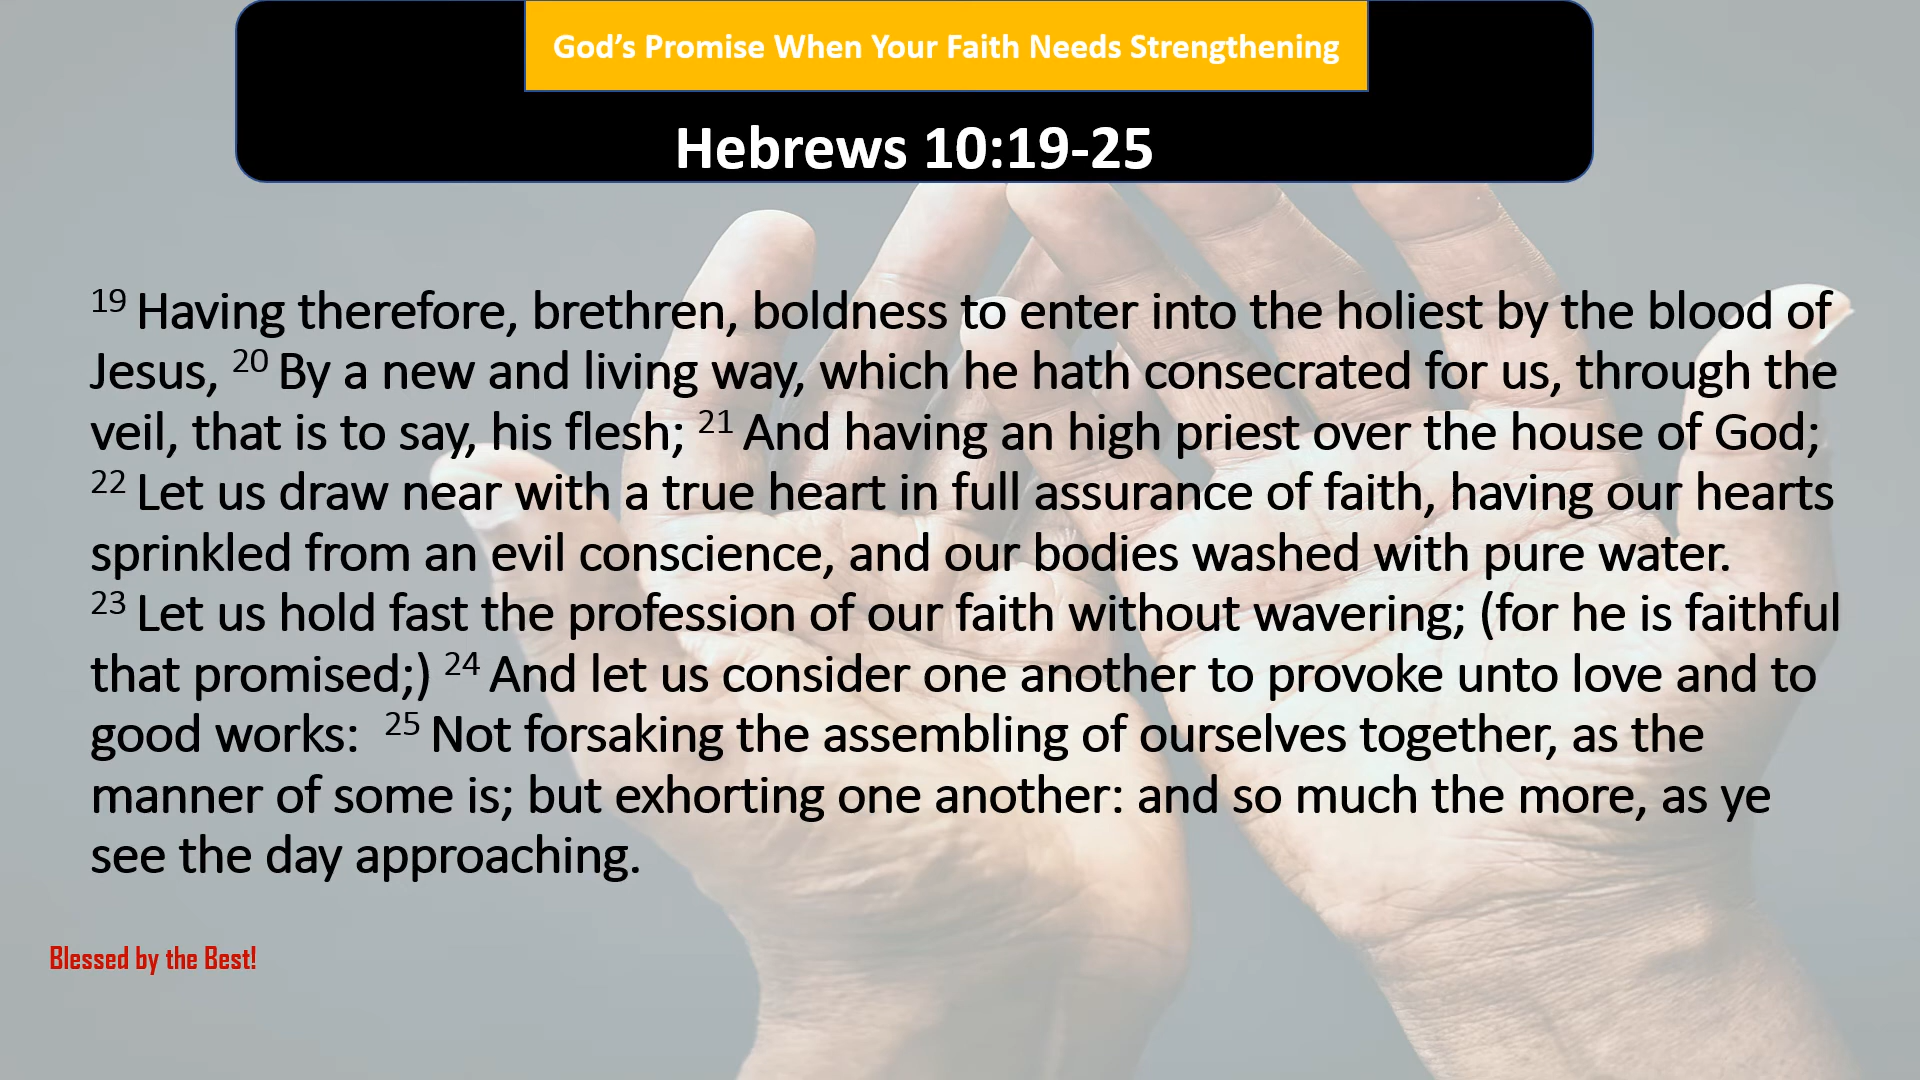 God’s Promise When Your Faith Needs Strengthening
Hebrews 10:19-25
19 Having therefore, brethren, boldness to enter into the holiest by the blood of
Jesus, 20 By a new and living way, which he hath consecrated for us, through the
veil, that is to say, his flesh; 21 And having an high priest over the house of God;
22 Let us draw near with a true heart in full assurance of faith, having our hearts
sprinkled from an evil conscience, and our bodies washed with pure water.
23 Let us hold fast the profession of our faith without wavering; (for he is faithful
that promised;) 24 And let us consider one another to provoke unto love and to
good works:  25 Not forsaking the assembling of ourselves together, as the
manner of some is; but exhorting one another: and so much the more, as ye
see the day approaching.
Blessed by the Best!